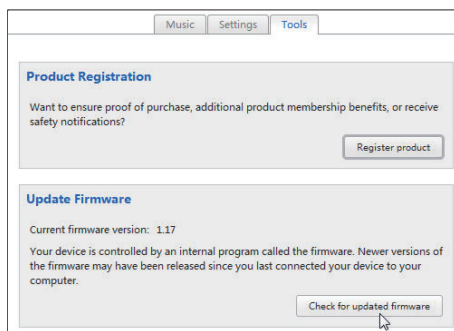 Music Settings Tools
Product Registration
Want to ensure proof of purchase, additional product membership benefits, or receive
safety notifications?
Register product
Update Firmware
Current firmware version: 1.17
Your device is controlled by an internal program called the firmware. Newer versions of
the firmware may have been released since you last connected your device to your
computer.
Check for updated firmware